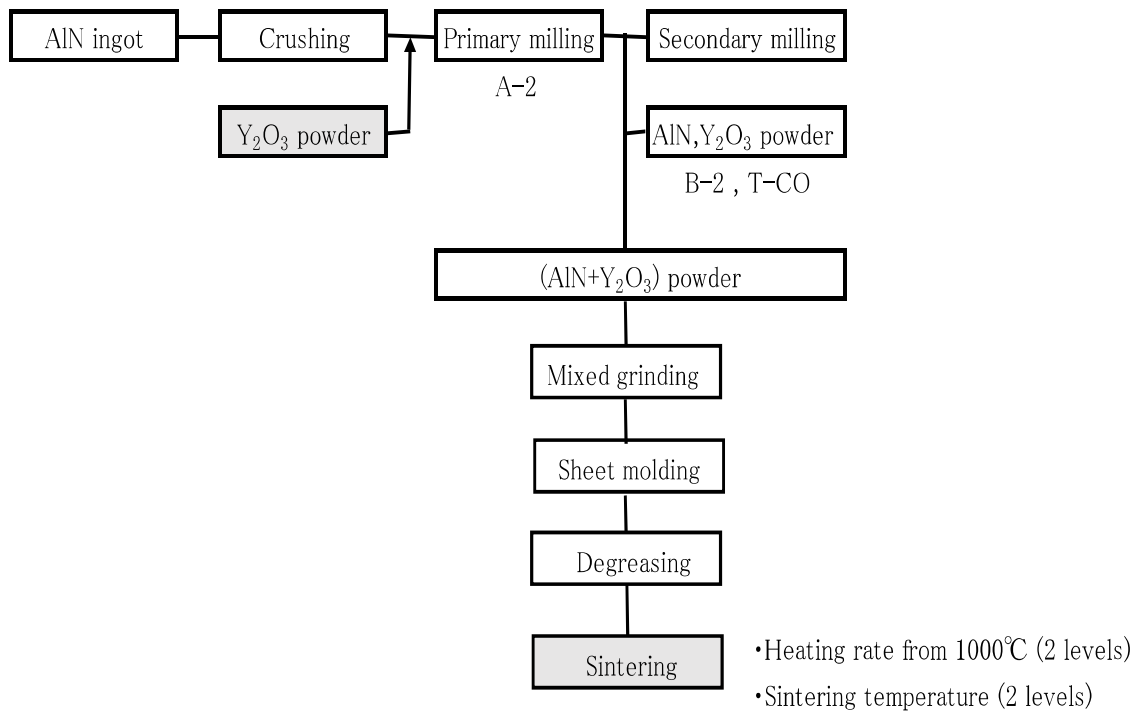 AlN ingot
Crushing
Primary milling
Secondary milling
A-2
Y₂O₃ powder
AlN,Y₂O₃ powder
B-2 , T-CO
(AlN+Y₂O₃) powder
Mixed grinding
Sheet molding
Degreasing
Sintering
･Heating rate from 1000℃ (2 levels)
･Sintering temperature (2 levels)